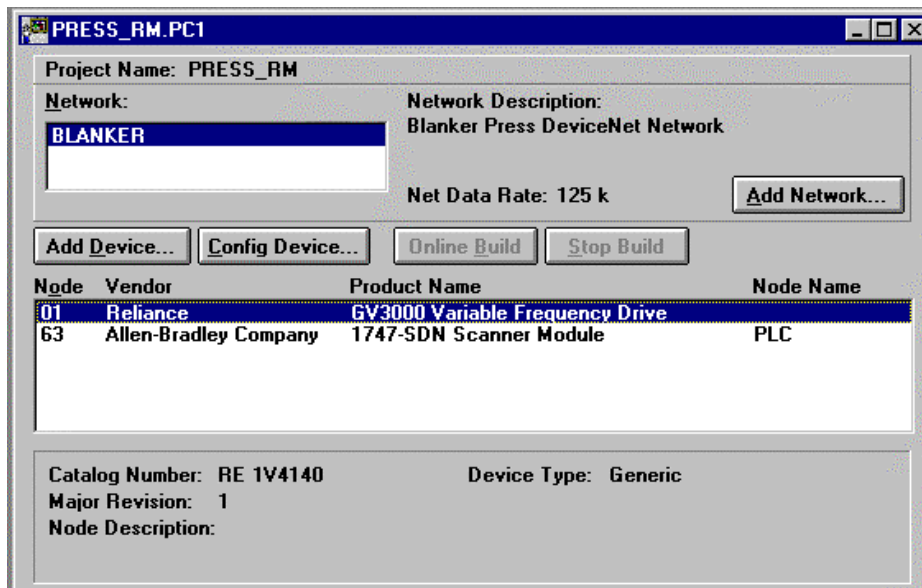 PRESS_RM.PC1
Project Name: PRESS_RM
Network:
BLANKER
Network Description:
Blanker Press DeviceNet Network
Net Data Rate: 125 k
Add Network...
Add Device... Config Device... Online Build Stop Build
Node Vendor Product Name Node Name
01 Reliance GV3000 Variable Frequency Drive
63 Allen-Bradley Company 1747-SDN Scanner Module PLC
Catalog Number: RE 1V4140 Device Type: Generic
Major Revision: 1
Node Description: